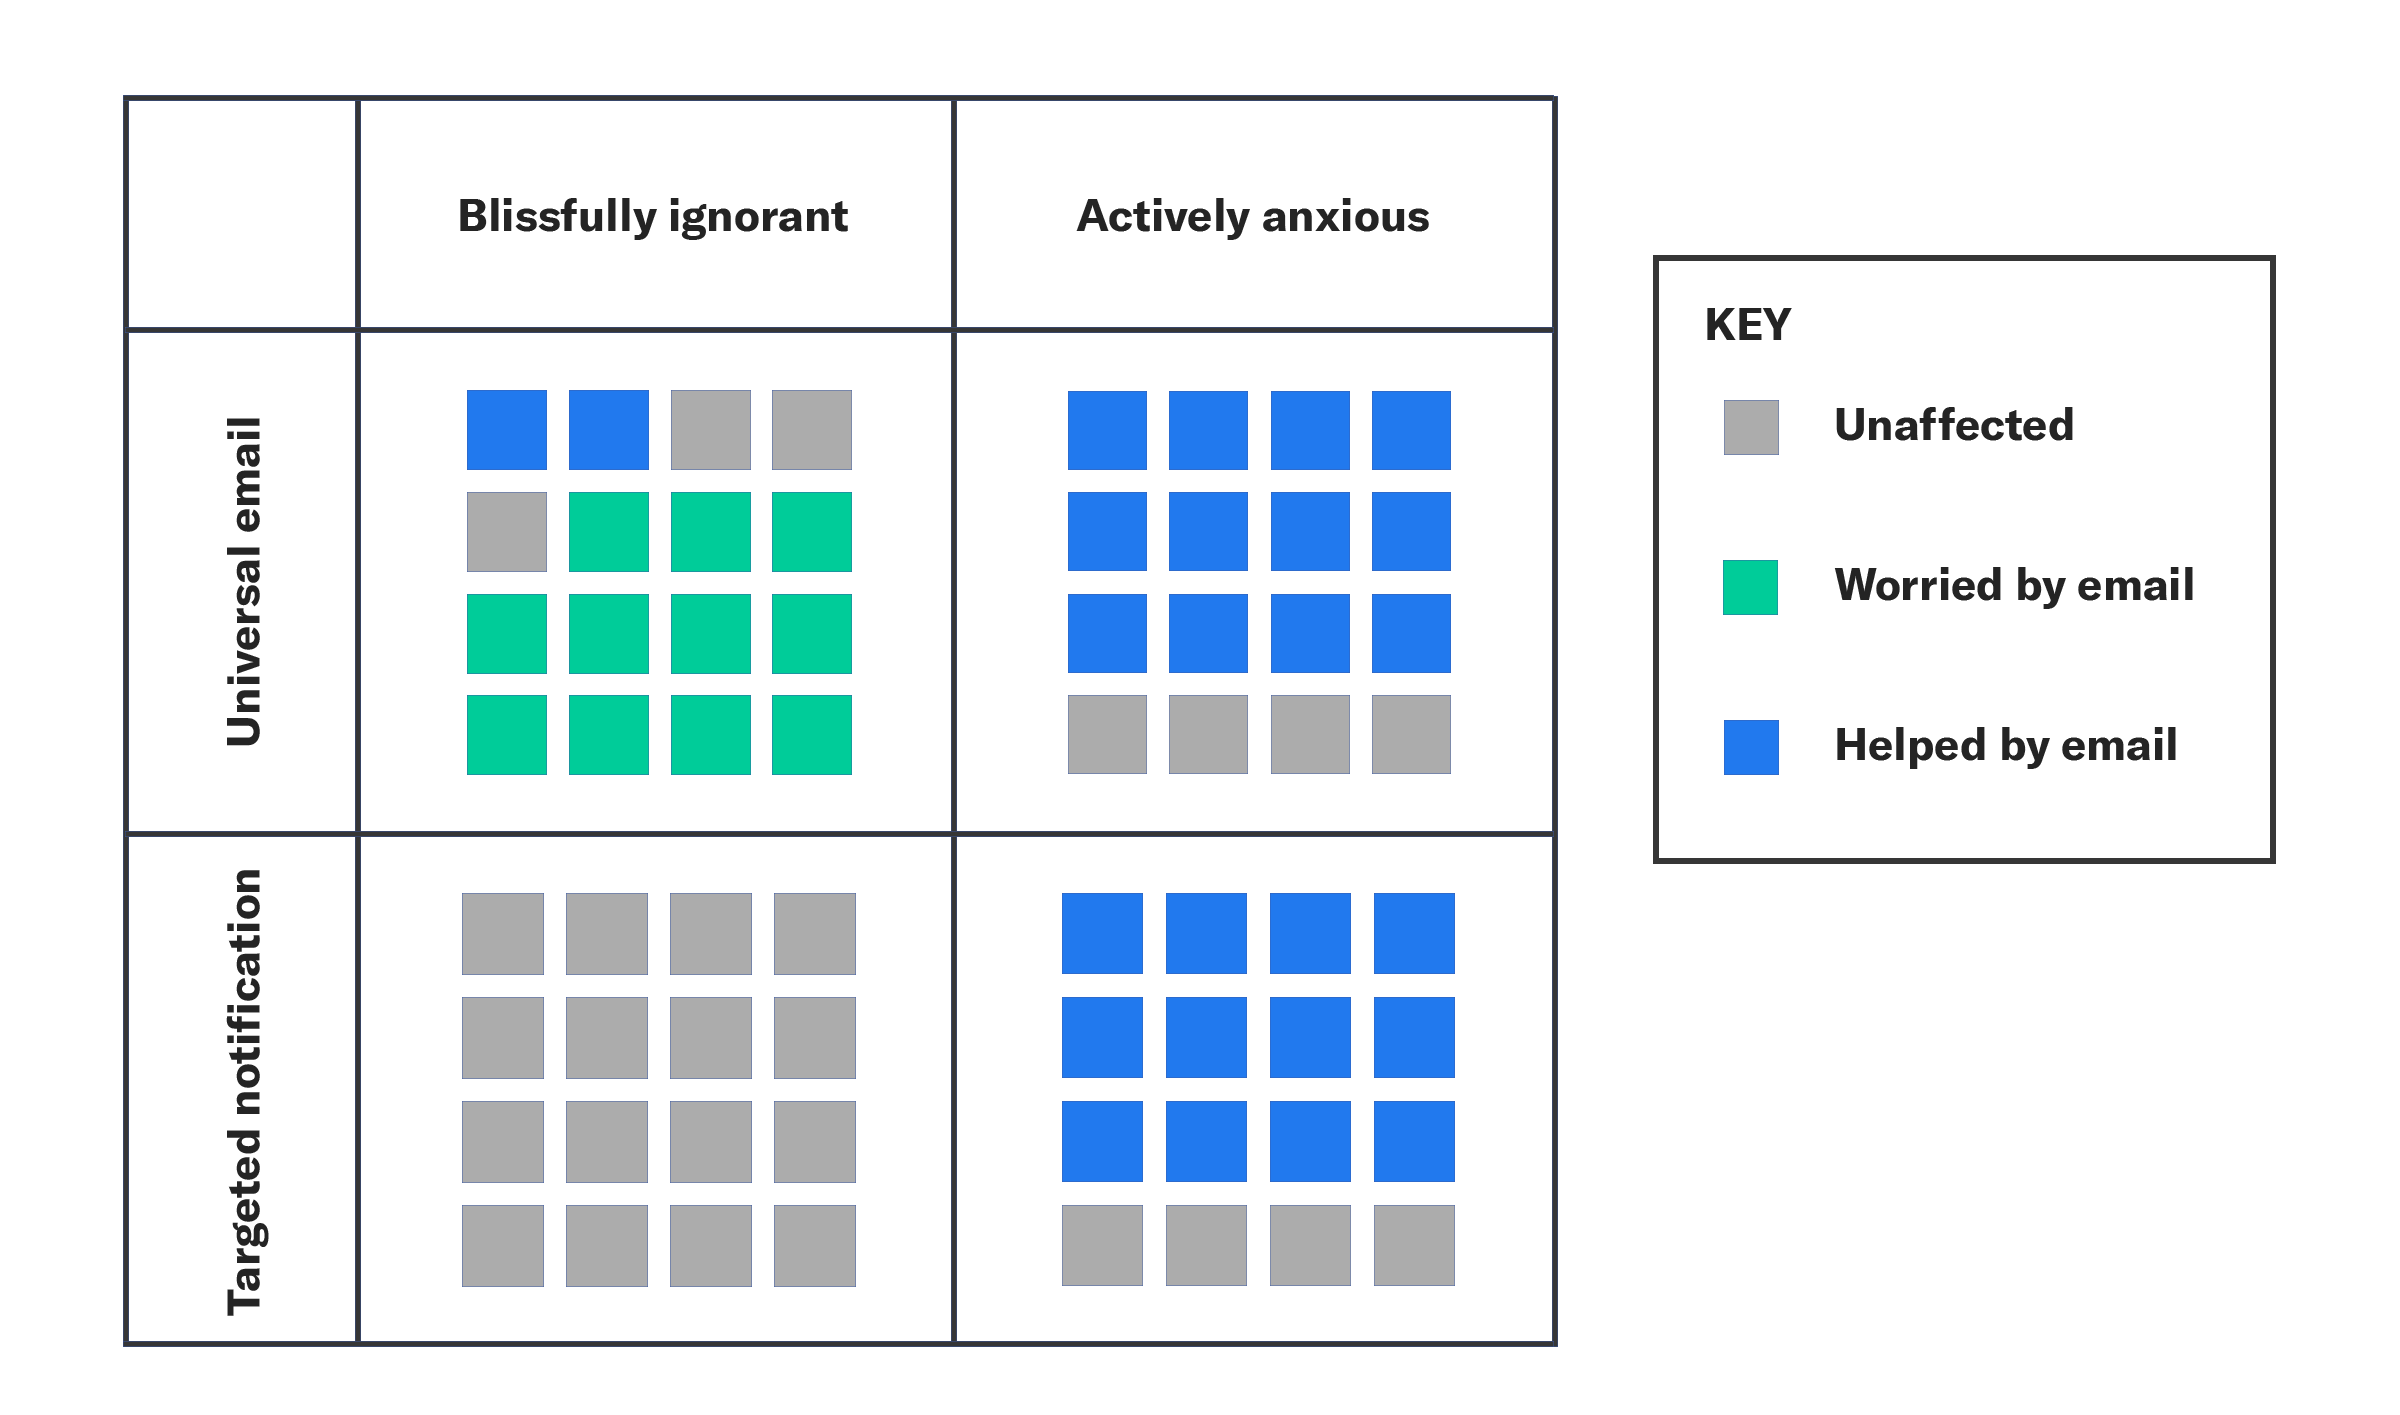 Blissfully ignorant
Actively anxious
Universal email
Targeted notification
KEY
Unaffected
Worried by email
Helped by email